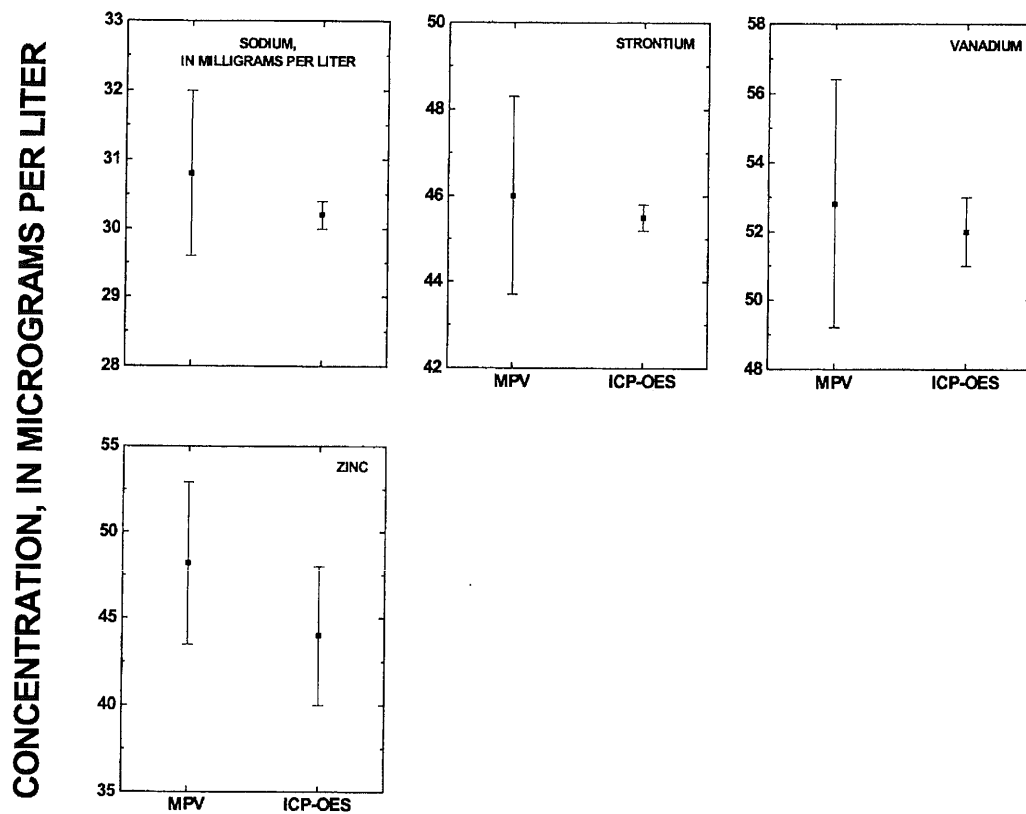 CONCENTRATION, IN MICROGRAMS PER LITER
SODIUM,
IN MILLIGRAMS PER LITER
33
32
31
30
29
28
STRONTIUM
50
48
46
44
42
MPV ICP-OES
VANADIUM
58
56
54
52
50
48
MPV ICP-OES
ZINC
55
50
45
40
35
MPV ICP-OES